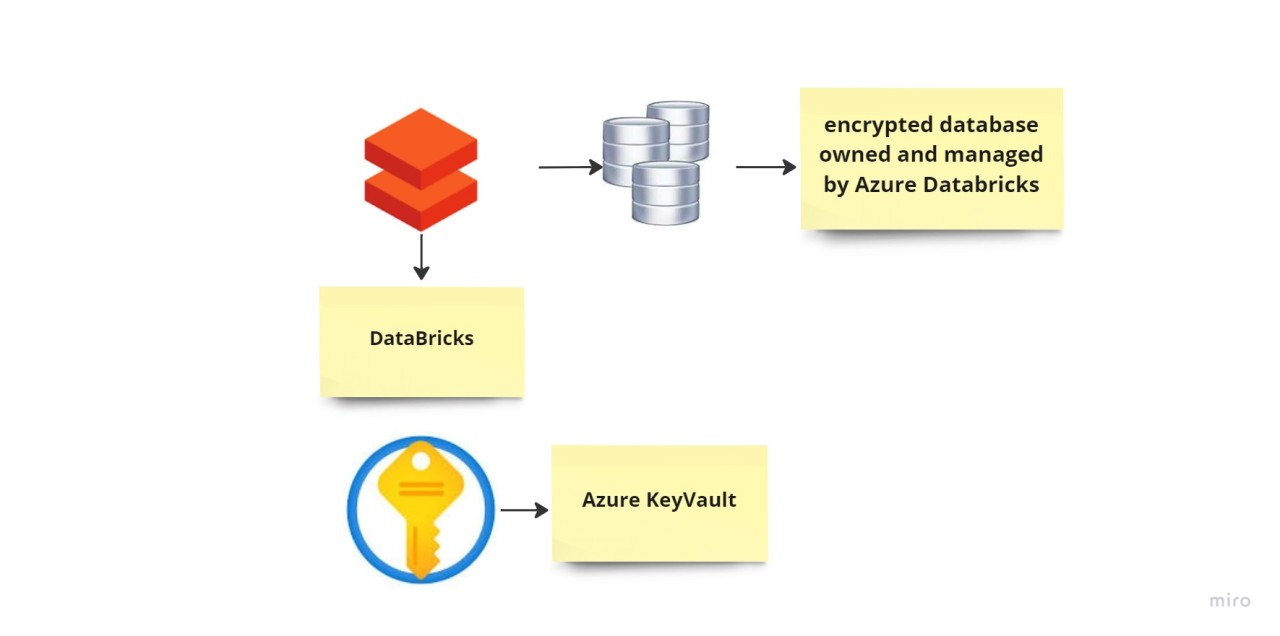 encrypted database
owned and managed
by Azure Databricks
DataBricks
Azure KeyVault
miro